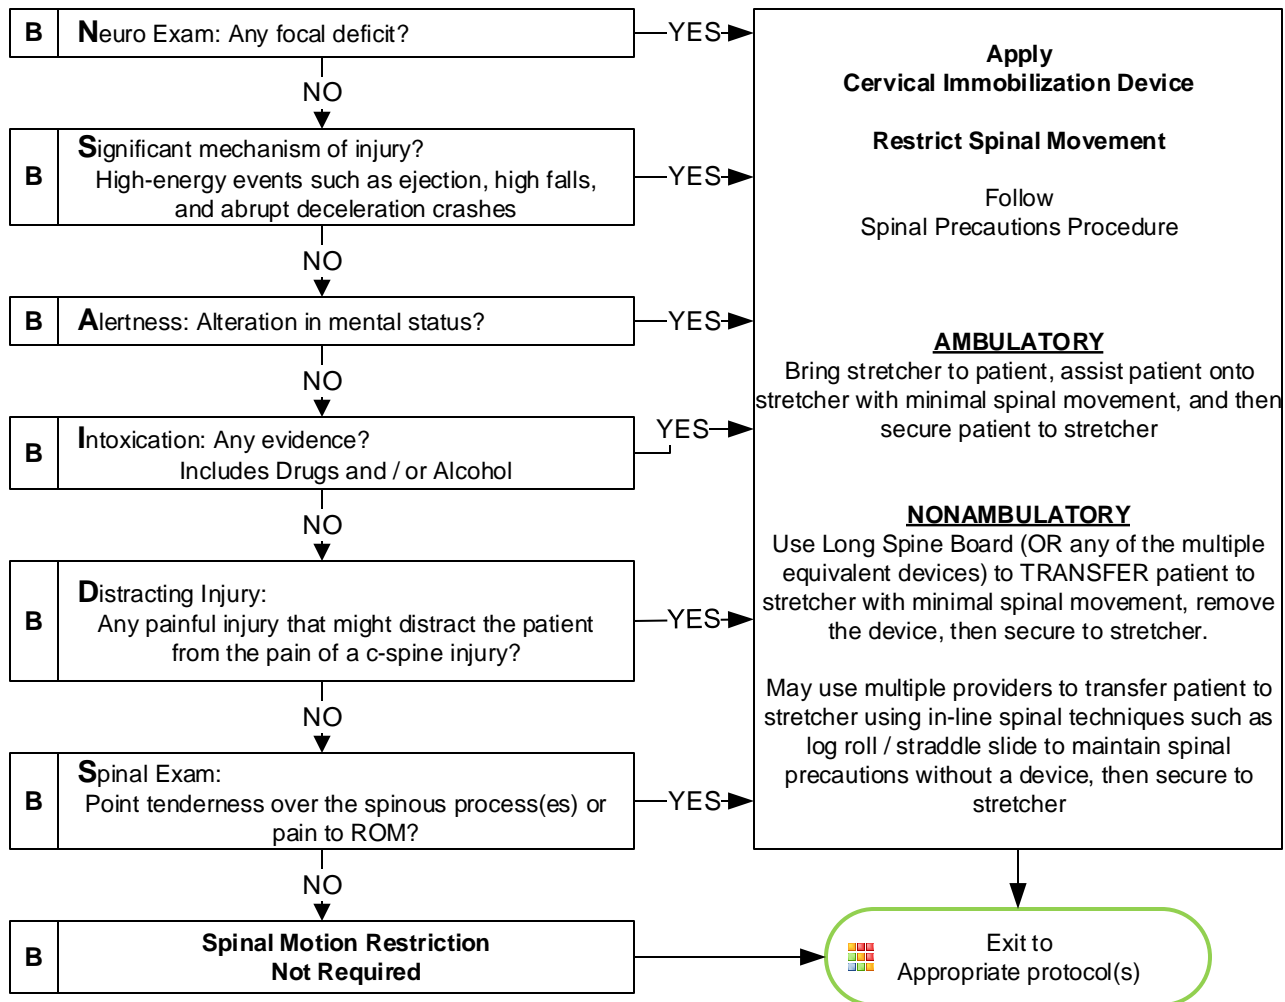 B
Neuro Exam: Any focal deficit?
YES
NO
B
Significant mechanism of injury?
High-energy events such as ejection, high falls,
and abrupt deceleration crashes
YES
NO
B
Alertness: Alteration in mental status?
YES
NO
B
Intoxication: Any evidence?
Includes Drugs and / or Alcohol
YES
NO
B
Distracting Injury:
Any painful injury that might distract the patient
from the pain of a c-spine injury?
YES
NO
B
Spinal Exam:
Point tenderness over the spinous process(es) or
pain to ROM?
YES
NO
B
Spinal Motion Restriction
Not Required
Apply
Cervical Immobilization Device
Restrict Spinal Movement
Follow
Spinal Precautions Procedure
AMBULATORY
Bring stretcher to patient, assist patient onto
stretcher with minimal spinal movement, and then
secure patient to stretcher
NONAMBULATORY
Use Long Spine Board (OR any of the multiple
equivalent devices) to TRANSFER patient to
stretcher with minimal spinal movement, remove
the device, then secure to stretcher.
May use multiple providers to transfer patient to
stretcher using in-line spinal techniques such as
log roll / straddle slide to maintain spinal
precautions without a device, then secure to
stretcher
Exit to
Appropriate protocol(s)